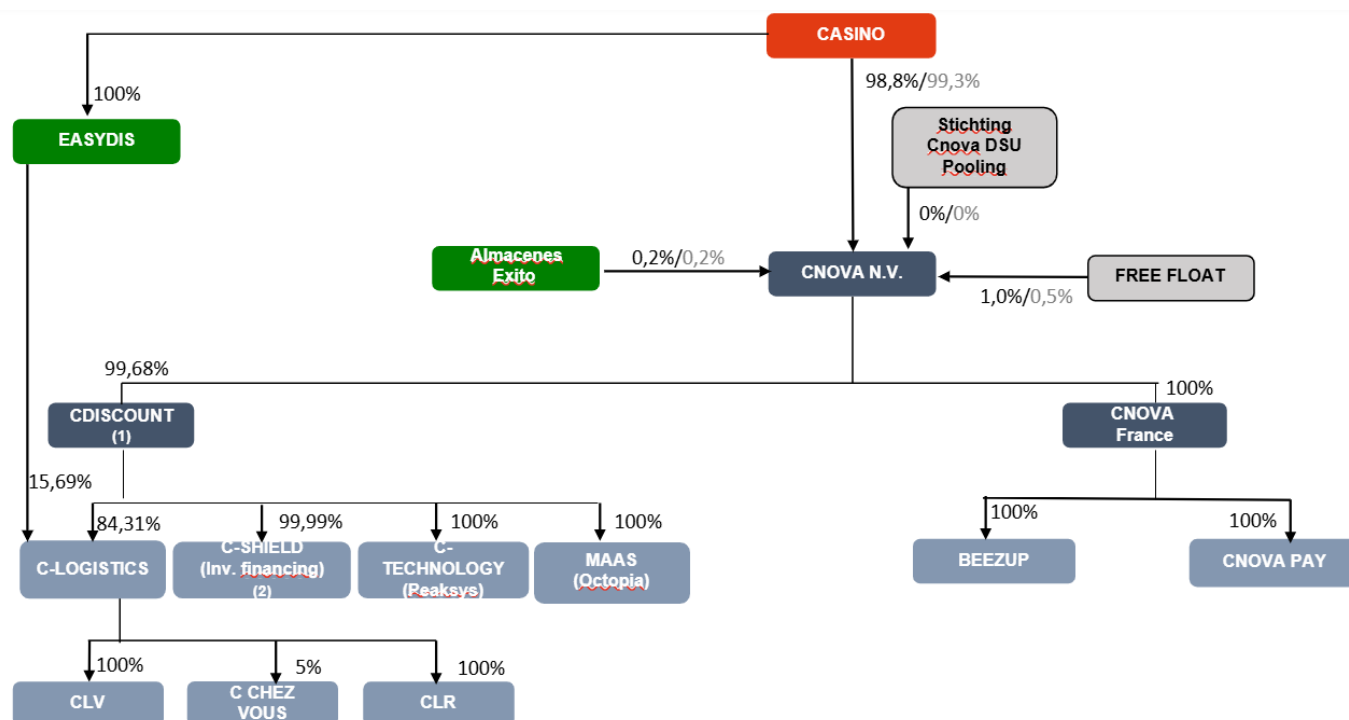 CASINO
98,8%/99,3%
100%
EASYDIS
Stichting
Cnova DSU
Pooling
0%/0%
Almacenes
Exito
0,2%/0,2%
CNOVA N.V.
FREE FLOAT
1,0%/0,5%
99,68%
100%
CDISCOUNT
(1)
CNOVA
France
15,69%
84,31%
99,99%
100%
100%
100%
100%
C-LOGISTICS
C-SHIELD
(Inv. financing)
(2)
C-
TECHNOLOGY
(Peaksys)
MAAS
(Octopia)
BEEZUP
CNOVA PAY
100%
5%
100%
CLV
C CHEZ
VOUS
CLR